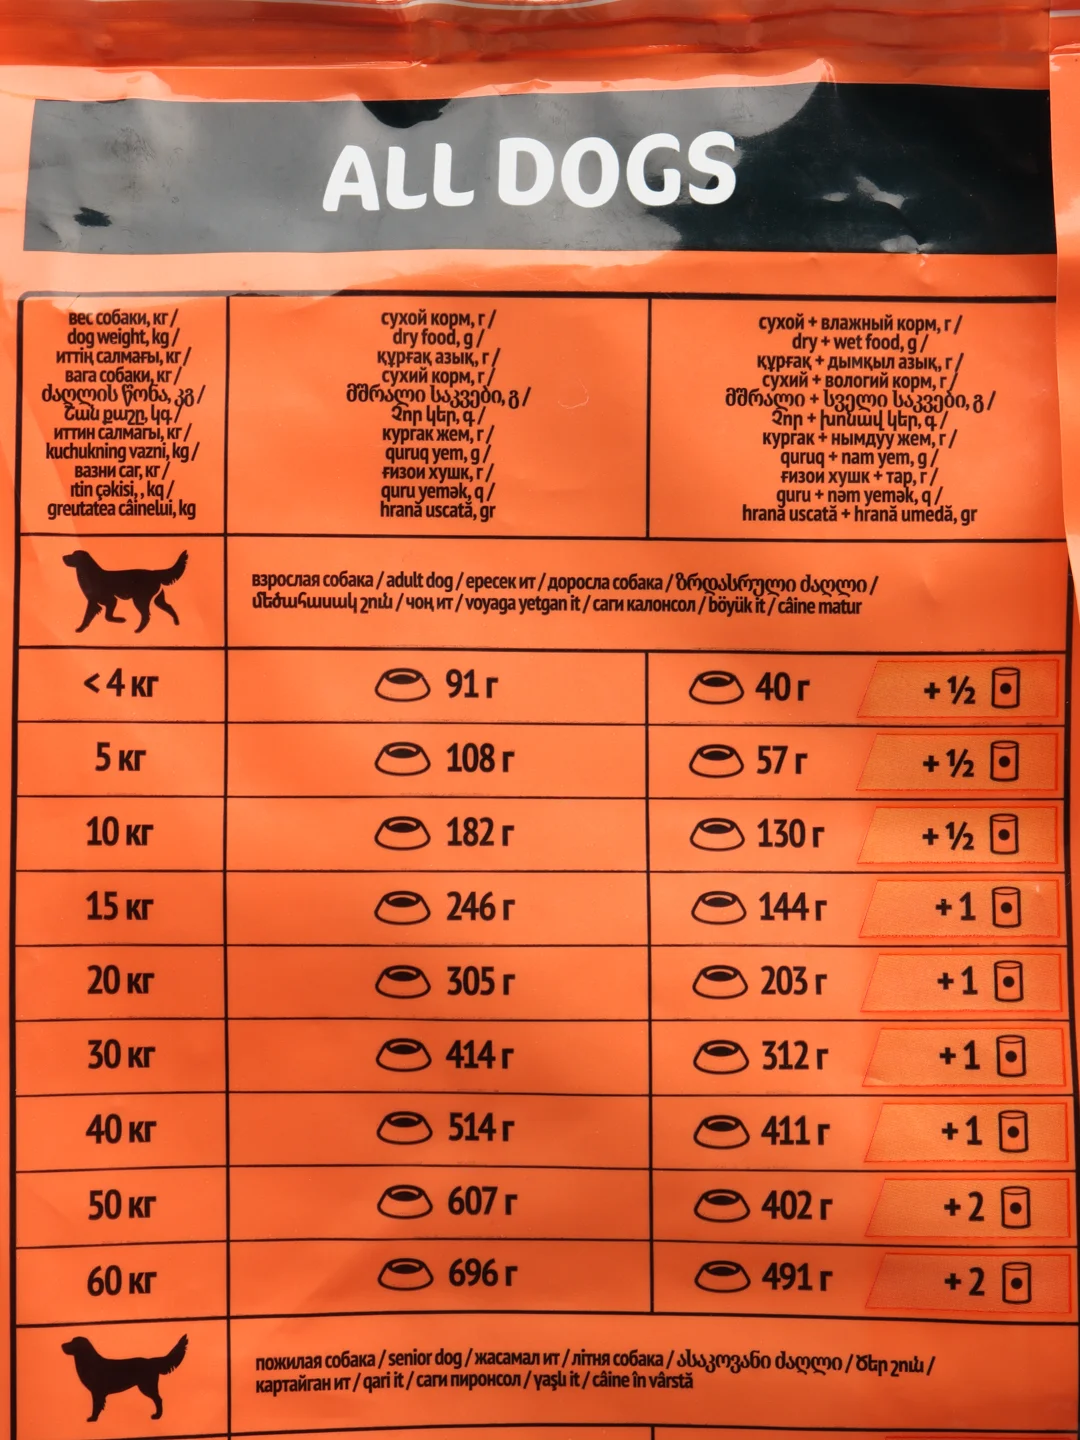 ALL DOGS
вес собаки, кг /
dog weight, kg /
иттің салмағы, кг /
вага собаки, кг /
ძაღლის წონა, კგ /
Շան քաշը, կգ /
иттин салмагы, кг /
kuchukning vazni, kg /
вазни саг, кг /
itin çəkisi, , kq /
greutatea câinelui, kg
сухой корм, г /
dry food, g /
құрғақ азық, г /
сухий корм, г /
მშრალი საკვები, გ /
Չոր կեր, գ /
кургак жем, г /
quruq yem, g /
ғизои хушк, г /
quru yemək, q /
hrană uscată, gr
сухой + влажный корм, г /
dry + wet food, g /
құрғақ + дымқыл азық, г /
сухий + вологий корм, г /
მშრალი + სველი საკვები, გ /
Չոր + խոնավ կեր, գ /
кургак + нымдуу жем, г /
quruq + nam yem, g /
ғизои хушк + тар, г /
guru + nəm yemək, q /
hrană uscată + hrană umedă, gr
взрослая собака / adult dog / ересек ит / доросла собака / ზრდასრული ძაღლი /
մեծահասակ շուն / чоң ит / voyaga yetgan it / саги калонсол / böyük it / câine matur
< 4 кг 91 г 40 г + ½
5 кг 108 г 57 г + ½
10 кг 182 г 130 г + ½
15 кг 246 г 144 г + 1
20 кг 305 г 203 г + 1
30 кг 414 г 312 г + 1
40 кг 514 г 411 г + 1
50 кг 607 г 402 г + 2
60 кг 696 г 491 г + 2
пожилая собака / senior dog / жасамал ит / літня собака / ასაკოვანი ძაღლი / Ծեր շուն /
картайган ит / qari it / саги пиронсол / yaşlı it / câine în vârstă